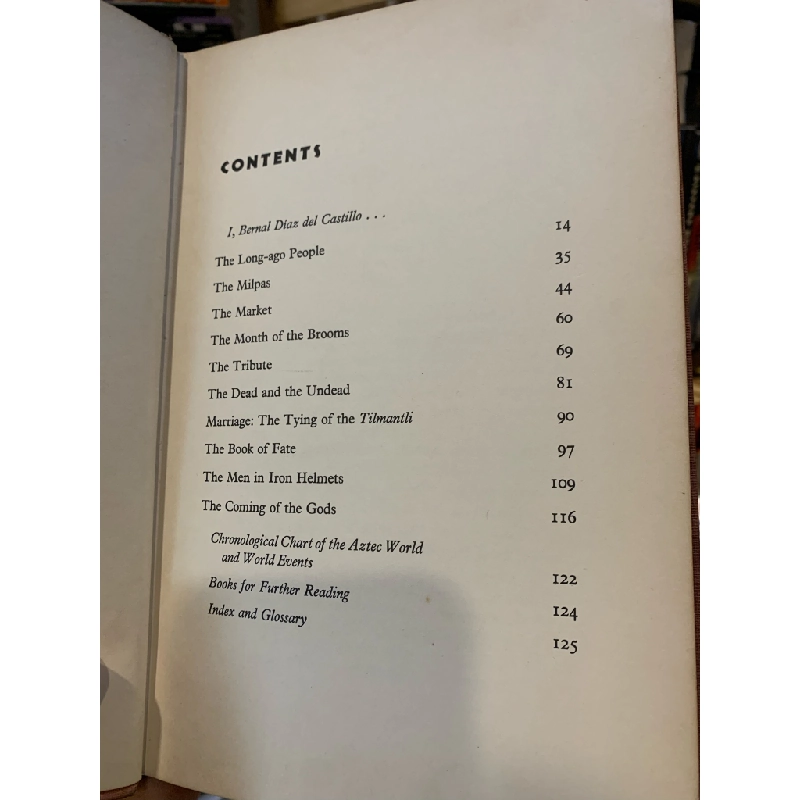 CONTENTS
I, Bernal Diaz del Castillo . . .
The Long-ago People 14
The Milpas 35
The Market 44
The Month of the Brooms 60
The Tribute 69
The Dead and the Undead 81
Marriage: The Tying of the Tilmantli 90
The Book of Fate 97
The Men in Iron Helmets 109
The Coming of the Gods 116
Chronological Chart of the Aztec World
and World Events 122
Books for Further Reading 124
Index and Glossary 125